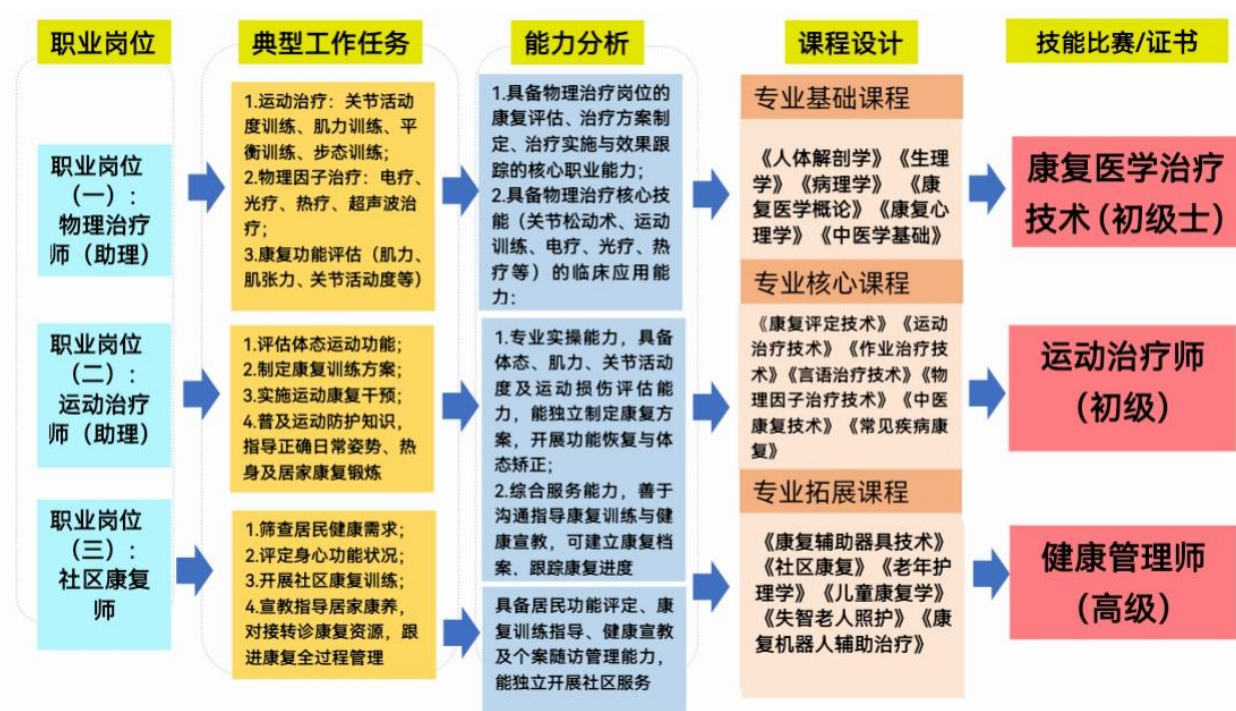 职业岗位
典型工作任务
能力分析
课程设计
技能比赛/证书
职业岗位
（一）：
物理治疗
师（助理）
1.运动治疗：关节活动
度训练、肌力训练、平
衡训练、步态训练；
2.物理因子治疗：电疗、
光疗、热疗、超声波治
疗；
3.康复功能评估（肌力、
肌张力、关节活动度等）
1.具备物理治疗岗位的
康复评估、治疗方案制
定、治疗实施与效果跟
踪的核心职业能力；
2.具备物理治疗核心技
能（关节松动术、运动
训练、电疗、光疗、热
疗等）的临床应用能
力：
专业基础课程
《人体解剖学》《生理
学》《病理学》 《康
复医学概论》《康复心
理学》《中医学基础》
康复医学治疗
技术（初级士）
职业岗位
（二）：
运动治疗
师（助理）
1.评估体态运动功能；
2.制定康复训练方案；
3.实施运动康复干预；
4.普及运动防护知识，
指导正确日常姿势、热
身及居家康复锻炼
1.专业实操能力，具备
体态、肌力、关节活动
度及运动损伤评估能
力，能独立制定康复方
案，开展功能恢复与体
态矫正；
2.综合服务能力，善于
沟通指导康复训练与健
康宣教，可建立康复档
案、跟踪康复进度
专业核心课程
《康复评定技术》《运动
治疗技术》《作业治疗技
术》《言语治疗技术》《物
理因子治疗技术》《中医
康复技术》《常见疾病康
复》
运动治疗师
（初级）
职业岗位
（三）：
社区康复
师
1.筛查居民健康需求；
2.评定身心功能状况；
3.开展社区康复训练；
4.宣教指导居家康养，
对接转诊康复资源，跟
进康复全过程管理
具备居民功能评定、康
复训练指导、健康宣教
及个案随访管理能力，
能独立开展社区服务
专业拓展课程
《康复辅助器具技术》
《社区康复》《老年护
理学》《儿童康复学》
《失智老人照护》《康
复机器人辅助治疗》
健康管理师
（高级）